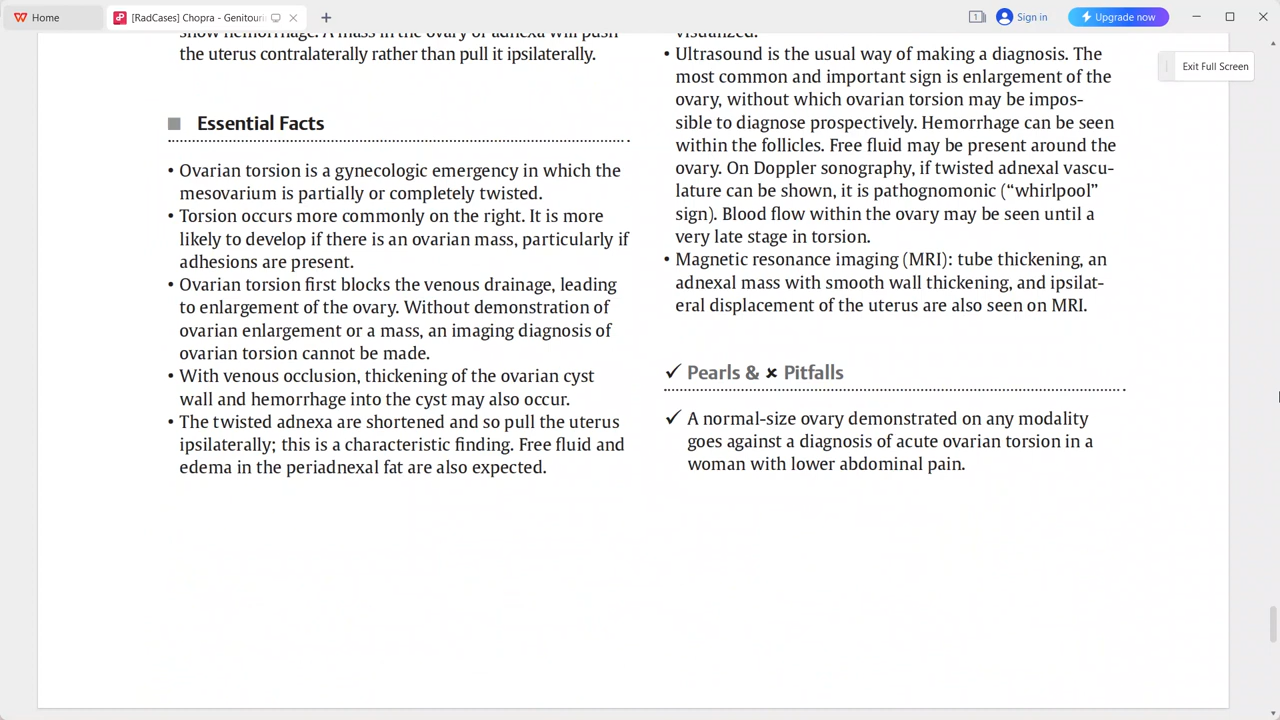 Home
[RadCases] Chopra - Genitouri
Sign in
Upgrade now
Exit Full Screen
show hemorrhage. A mass in the ovary or adnexa will push
the uterus contralaterally rather than pull it ipsilaterally.
Essential Facts
• Ovarian torsion is a gynecologic emergency in which the
mesovarium is partially or completely twisted.
• Torsion occurs more commonly on the right. It is more
likely to develop if there is an ovarian mass, particularly if
adhesions are present.
• Ovarian torsion first blocks the venous drainage, leading
to enlargement of the ovary. Without demonstration of
ovarian enlargement or a mass, an imaging diagnosis of
ovarian torsion cannot be made.
• With venous occlusion, thickening of the ovarian cyst
wall and hemorrhage into the cyst may also occur.
• The twisted adnexa are shortened and so pull the uterus
ipsilaterally; this is a characteristic finding. Free fluid and
edema in the periadnexal fat are also expected.
visualized.
• Ultrasound is the usual way of making a diagnosis. The
most common and important sign is enlargement of the
ovary, without which ovarian torsion may be impos-
sible to diagnose prospectively. Hemorrhage can be seen
within the follicles. Free fluid may be present around the
ovary. On Doppler sonography, if twisted adnexal vascu-
lature can be shown, it is pathognomonic (“whirlpool”
sign). Blood flow within the ovary may be seen until a
very late stage in torsion.
• Magnetic resonance imaging (MRI): tube thickening, an
adnexal mass with smooth wall thickening, and ipsilat-
eral displacement of the uterus are also seen on MRI.
✓ Pearls & ✗ Pitfalls
✓ A normal-size ovary demonstrated on any modality
goes against a diagnosis of acute ovarian torsion in a
woman with lower abdominal pain.